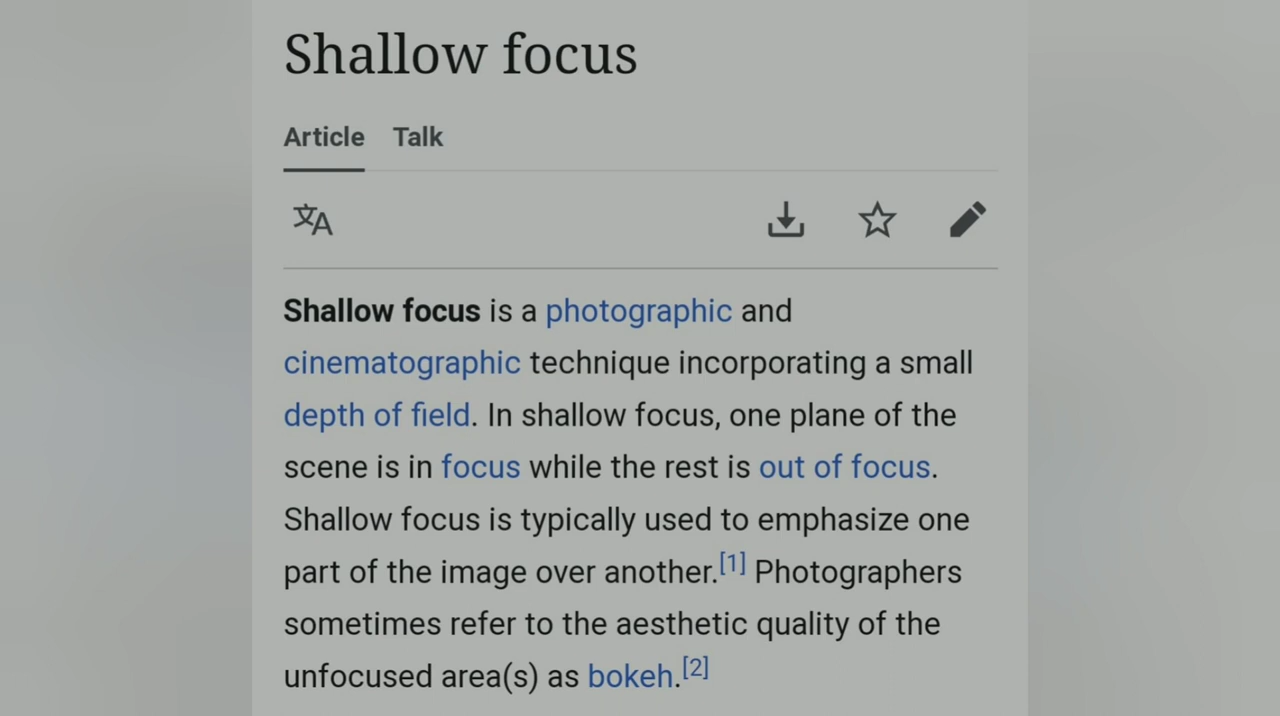 Shallow focus
Article Talk
文A
Shallow focus is a photographic and
cinematographic technique incorporating a small
depth of field. In shallow focus, one plane of the
scene is in focus while the rest is out of focus.
Shallow focus is typically used to emphasize one
part of the image over another.[1] Photographers
sometimes refer to the aesthetic quality of the
unfocused area(s) as bokeh.[2]